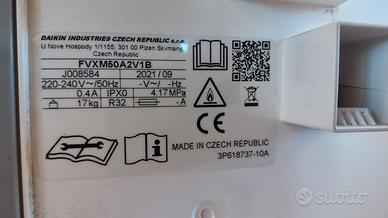 DAIKIN INDUSTRIES CZECH REPUBLIC s.r.o.
U Nove Hospody 1/1155, 301 00 Plzen Skvrnany,
Czech Republic
FVXM50A2V1B
J008584 2021/09
220-240V~/50Hz -V~/-Hz
0.4A IPX0 4.17MPa
17kg R32 -A
CE
MADE IN CZECH REPUBLIC
3P618737-10A
subito